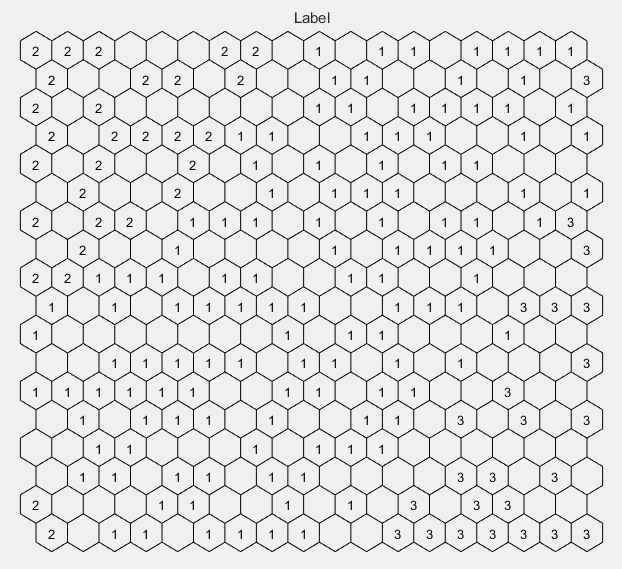 Label
2 2 2 2 2 1 1 1 1 1 1 1
2 2 2 2 1 1 1 1 3
2 2 1 1 1 1 1 1 1
2 2 2 2 2 1 1 1 1 1 1 1
2 2 2 1 1 1 1 1
2 2 1 1 1 1 1 1
2 2 2 1 1 1 1 1 1 1 1 3
2 1 1 1 1 1 1 3
2 2 1 1 1 1 1 1 1 1
1 1 1 1 1 1 1 1 1 1 3 3 3
1 1 1 1 1
1 1 1 1 1 1 1 1 1 3
1 1 1 1 1 1 1 1 1 1 3
1 1 1 1 1 1 1 3 3 3
1 1 1 1 1 1
1 1 1 1 1 1 3 3 3
2 1 1 1 1 3 3 3
2 1 1 1 1 1 1 3 3 3 3 3 3 3